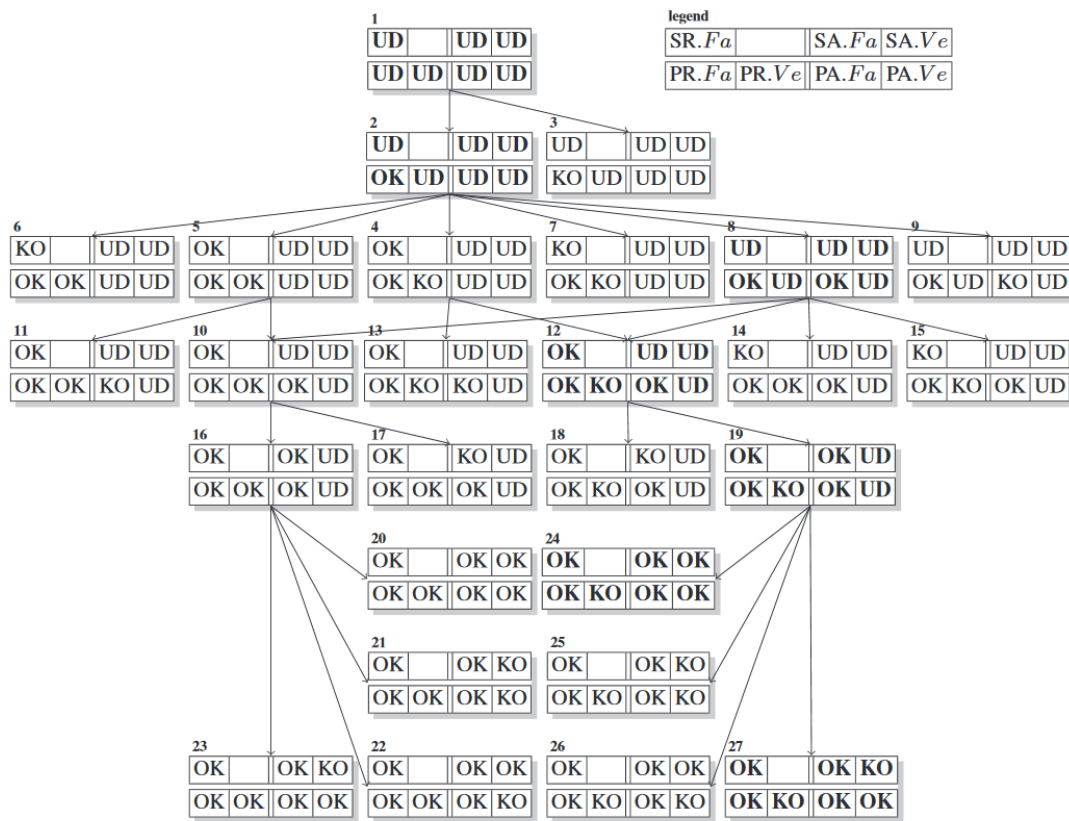 1 legend
UD UD UD SR.Fa SA.Fa SA.Ve
UD UD UD UD PR.Fa PR.Ve PA.Fa PA.Ve
2 3
UD UD UD UD UD UD
OK UD UD UD KO UD UD UD
6 5 4 7 8 9
KO UD UD OK UD UD OK UD UD KO UD UD UD UD UD UD UD UD
OK OK UD UD OK OK UD UD OK KO UD UD OK KO UD UD OK UD OK UD OK UD KO UD
11 10 13 12 14 15
OK UD UD OK UD UD OK UD UD OK UD UD KO UD UD KO UD UD
OK OK KO UD OK OK OK UD OK KO KO UD OK KO OK UD OK OK OK UD OK KO OK UD
16 17 18 19
OK OK UD OK KO UD OK KO UD OK OK UD
OK OK OK UD OK OK OK UD OK KO OK UD OK KO OK UD
20 24
OK OK OK OK OK OK
OK OK OK OK OK KO OK OK
21 25
OK OK KO OK OK KO
OK OK OK KO OK KO OK KO
23 22 26 27
OK OK KO OK OK OK OK OK OK OK OK KO
OK OK OK OK OK OK OK KO OK KO OK KO OK KO OK OK